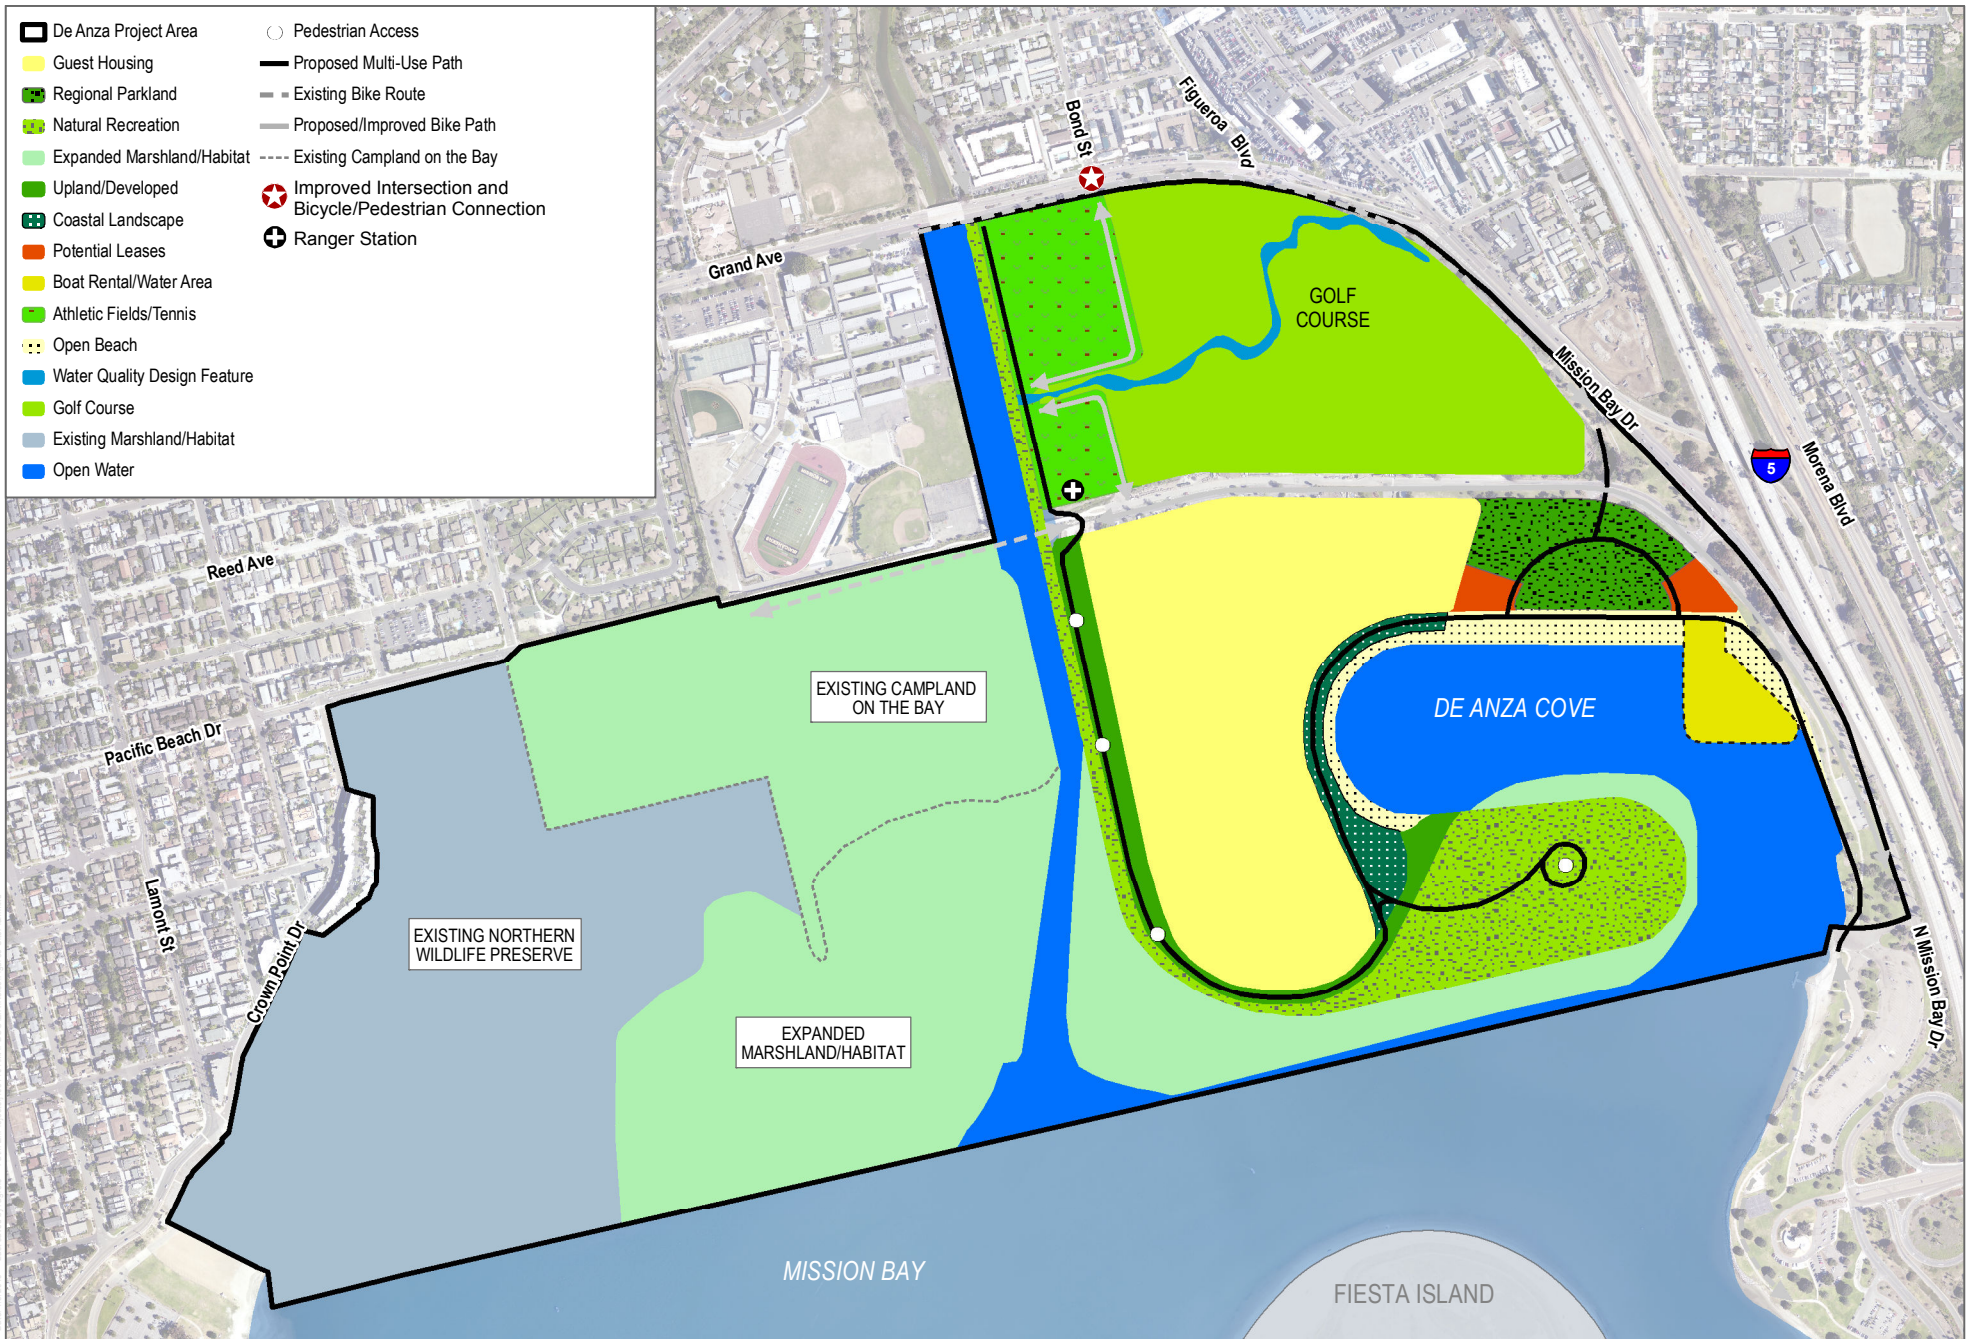 De Anza Project Area
Guest Housing
Regional Parkland
Natural Recreation
Expanded Marshland/Habitat
Upland/Developed
Coastal Landscape
Potential Leases
Boat Rental/Water Area
Athletic Fields/Tennis
Open Beach
Water Quality Design Feature
Golf Course
Existing Marshland/Habitat
Open Water
Pedestrian Access
Proposed Multi-Use Path
Existing Bike Route
Proposed/Improved Bike Path
Existing Campland on the Bay
Improved Intersection and
Bicycle/Pedestrian Connection
Ranger Station
Bond St
Figueroa Blvd
Grand Ave
GOLF
COURSE
Mission Bay Dr
Morena Blvd
5
Reed Ave
EXISTING CAMPLAND
ON THE BAY
DE ANZA COVE
Pacific Beach Dr
Lamont St
Crown Point Dr
EXISTING NORTHERN
WILDLIFE PRESERVE
EXPANDED
MARSHLAND/HABITAT
N Mission Bay Dr
MISSION BAY
FIESTA ISLAND